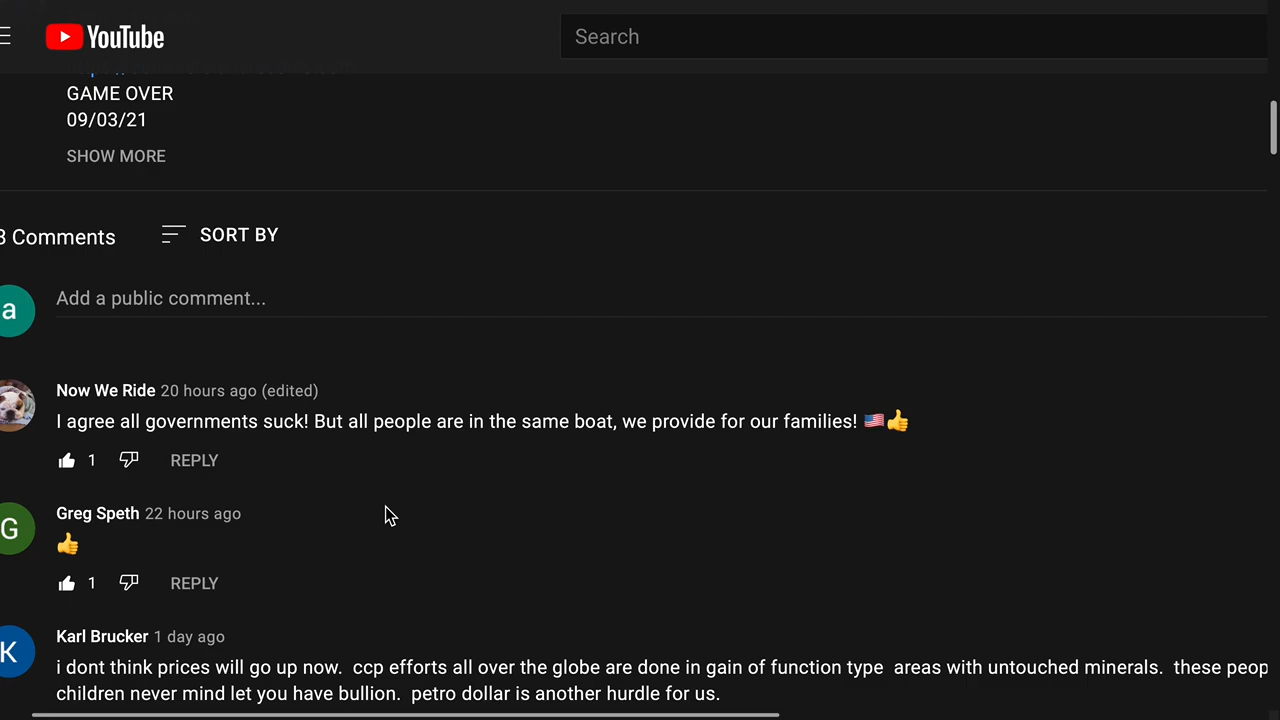 YouTube
Search
GAME OVER
09/03/21
SHOW MORE
3 Comments
SORT BY
a
Add a public comment...
Now We Ride 20 hours ago (edited)
I agree all governments suck! But all people are in the same boat, we provide for our families! 🇺🇸👍
1 REPLY
G
Greg Speth 22 hours ago
👍
1 REPLY
K
Karl Brucker 1 day ago
i dont think prices will go up now. ccp efforts all over the globe are done in gain of function type areas with untouched minerals. these peop
children never mind let you have bullion. petro dollar is another hurdle for us.